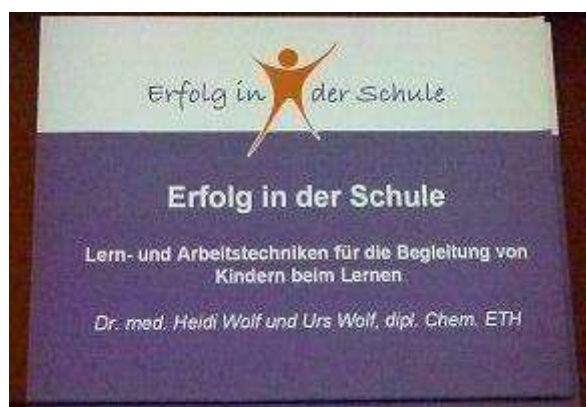 Erfolg in der Schule
Erfolg in der Schule
Lern- und Arbeitstechniken für die Begleitung von
Kindern beim Lernen
Dr. med. Heidi Wolf und Urs Wolf, dipl. Chem. ETH